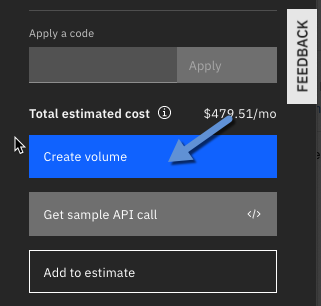 Apply a code
Apply
FEEDBACK
Total estimated cost
$479.51/mo
Create volume
Get sample API call </>
Add to estimate